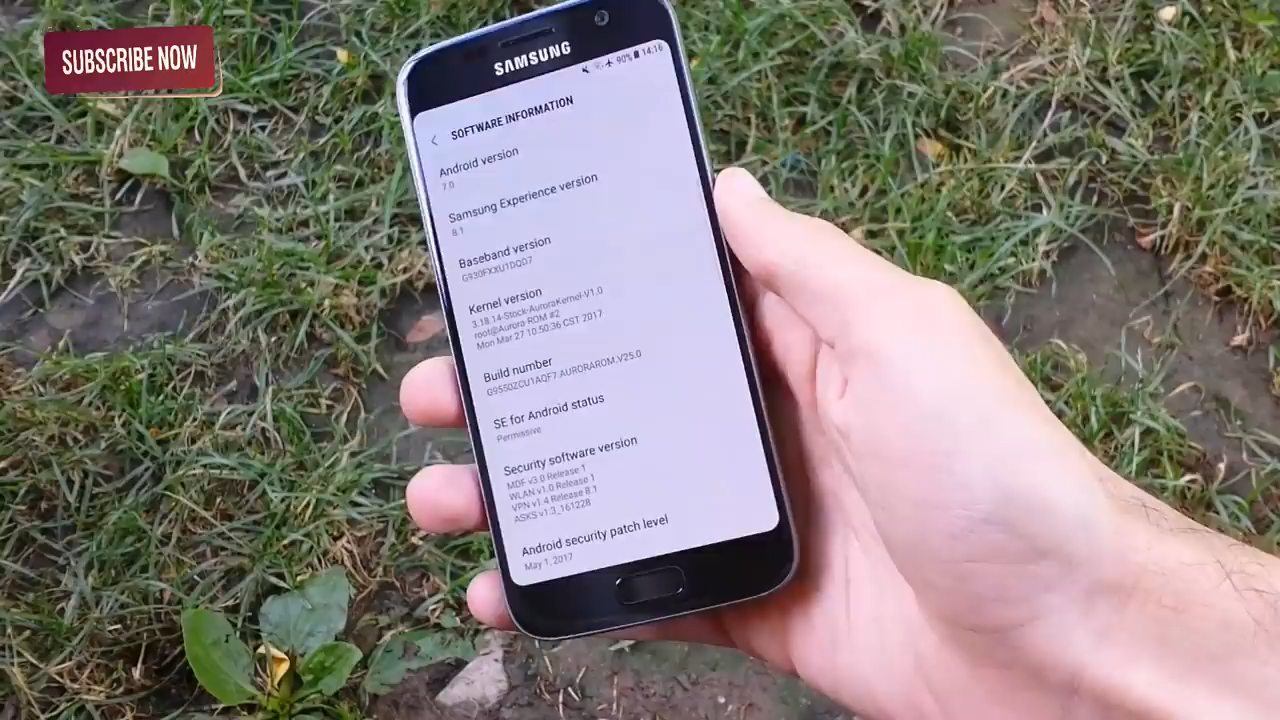 SUBSCRIBE NOW
SAMSUNG
90% 14:16
SOFTWARE INFORMATION
Android version
7.0
Samsung Experience version
8.1
Baseband version
G930FXXU1DQD7
Kernel version
3.18.14-Stock-AuroraKernel-V1.0
root@Aurora-ROM #2
Mon Mar 27 10:50:36 CST 2017
Build number
G9550ZCU1AQF7.AURORAROM.V25.0
SE for Android status
Permissive
Security software version
MDF v3.0 Release 1
WLAN v1.0 Release 1
VPN v1.4 Release 8.1
ASKS v1.3_161228
Android security patch level
May 1, 2017